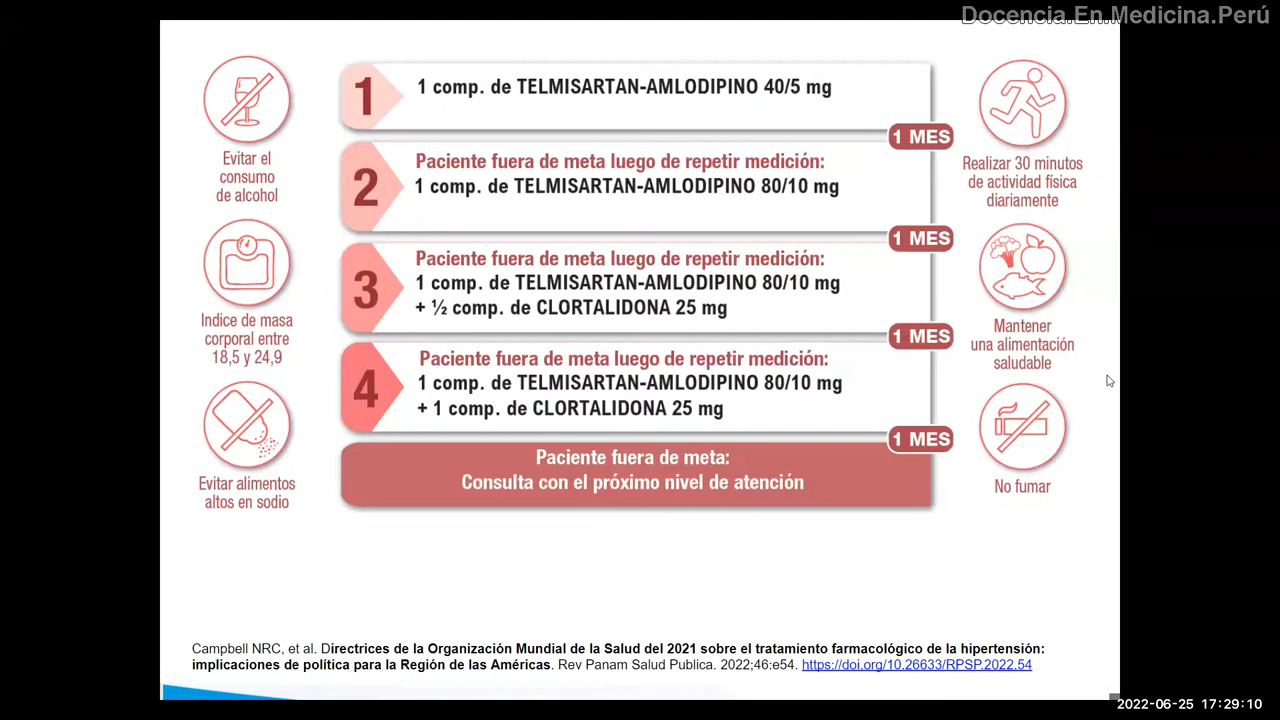 Docencia.En.Medicina.Perú
Evitar el
consumo
de alcohol
Indice de masa
corporal entre
18,5 y 24,9
Evitar alimentos
altos en sodio
1
1 comp. de TELMISARTAN-AMLODIPINO 40/5 mg
1 MES
2
Paciente fuera de meta luego de repetir medición:
1 comp. de TELMISARTAN-AMLODIPINO 80/10 mg
1 MES
3
Paciente fuera de meta luego de repetir medición:
1 comp. de TELMISARTAN-AMLODIPINO 80/10 mg
+ ½ comp. de CLORTALIDONA 25 mg
1 MES
4
Paciente fuera de meta luego de repetir medición:
1 comp. de TELMISARTAN-AMLODIPINO 80/10 mg
+ 1 comp. de CLORTALIDONA 25 mg
1 MES
Paciente fuera de meta:
Consulta con el próximo nivel de atención
Realizar 30 minutos
de actividad física
diariamente
Mantener
una alimentación
saludable
No fumar
Campbell NRC, et al. Directrices de la Organización Mundial de la Salud del 2021 sobre el tratamiento farmacológico de la hipertensión:
implicaciones de política para la Región de las Américas. Rev Panam Salud Publica. 2022;46:e54. https://doi.org/10.26633/RPSP.2022.54
2022-06-25 17:29:10